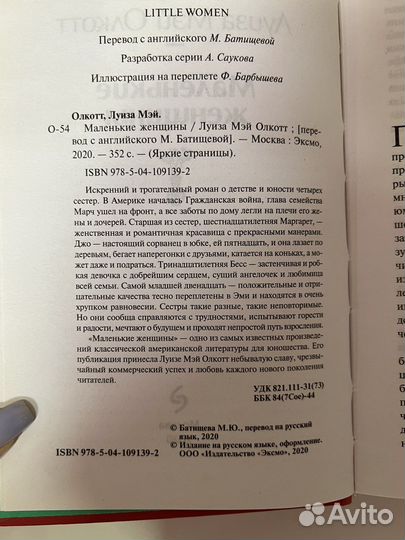 LITTLE WOMEN
Перевод с английского М. Батищевой
Разработка серии А. Саукова
Иллюстрация на переплете Ф. Барбышева
Олкотт, Луиза Мэй.
О-54 Маленькие женщины / Луиза Мэй Олкотт ; [пере-
вод с английского М. Батищевой]. — Москва : Эксмо,
2020. — 352 с. — (Яркие страницы).
ISBN 978-5-04-109139-2
Искренний и трогательный роман о детстве и юности четырех
сестер. В Америке началась Гражданская война, глава семейства
Марч ушел на фронт, а все заботы по дому легли на плечи его же-
ны и дочерей. Старшая из сестер, шестнадцатилетняя Маргарет, —
женственная и романтичная красавица с прекрасными манерами.
Джо — настоящий сорванец в юбке, ей пятнадцать, и она лазает по
деревьям, бегает наперегонки с друзьями, катается на коньках, а мо-
жет даже и подраться. Тринадцатилетняя Бесс — застенчивая и роб-
кая девочка с добрейшим сердцем, сущий ангелочек и любимица
всей семьи. Самой младшей двенадцать — положительные и отри-
цательные качества тесно переплетены в Эми и находятся в очень
хрупком равновесии. Сестры такие разные, такие неповторимые.
Но они сообща справляются с трудностями, испытывают горести
и радости, мечтают о будущем и проходят непростой путь взросления.
«Маленькие женщины» — одно из самых известных произведе-
ний классической американской литературы для юношества. Его
публикация принесла Луизе Мэй Олкотт небывалую славу, чрезвы-
чайный коммерческий успех и любовь каждого нового поколения
читателей.
УДК 821.111-31(73)
ББК 84(7Сое)-44
© Батищева М.Ю., перевод на русский
язык, 2020
© Издание на русском языке, оформление.
ООО «Издательство «Эксмо», 2020
ISBN 978-5-04-109139-2
Avito